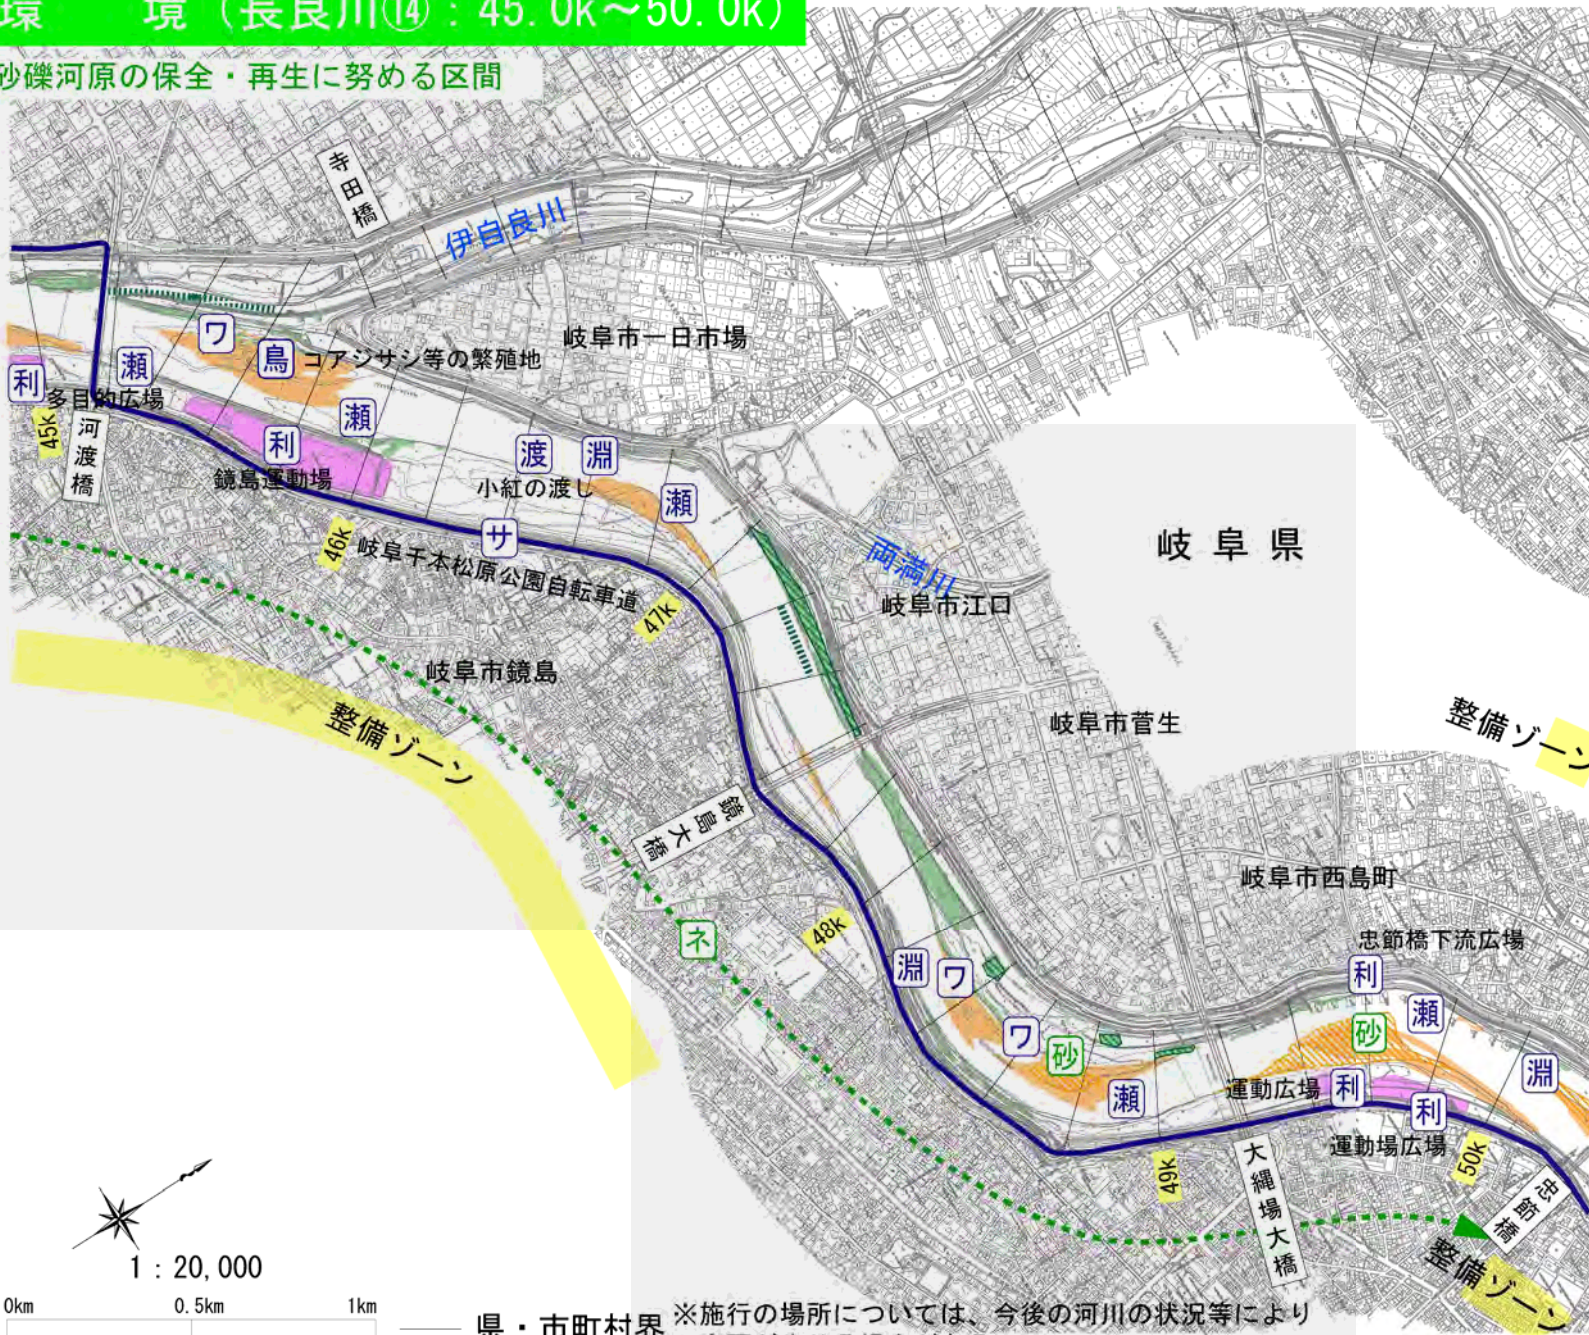 環　境（長良川⑭：45.0k～50.0k）
砂礫河原の保全・再生に努める区間
寺田橋
伊自良川
岐阜市一日市場
ワ
鳥
コアジサシ等の繁殖地
瀬
利
多目的広場
45k
河渡橋
瀬
利
鏡島運動場
渡
淵
小紅の渡し
瀬
サ
46k
岐阜千本松原公園自転車道
47k
両満川
岐阜市江口
岐阜県
岐阜市鏡島
整備ゾーン
岐阜市菅生
整備ゾーン
鏡島大橋
岐阜市西島町
48k
ネ
淵
ワ
忠節橋下流広場
利
瀬
ワ
砂
砂
瀬
運動広場
利
利
淵
運動場広場
49k
50k
大縄場大橋
忠節橋
整備ゾーン
1：20,000
0km
0.5km
1km
県・市町村界
※施行の場所については、今後の河川の状況等により